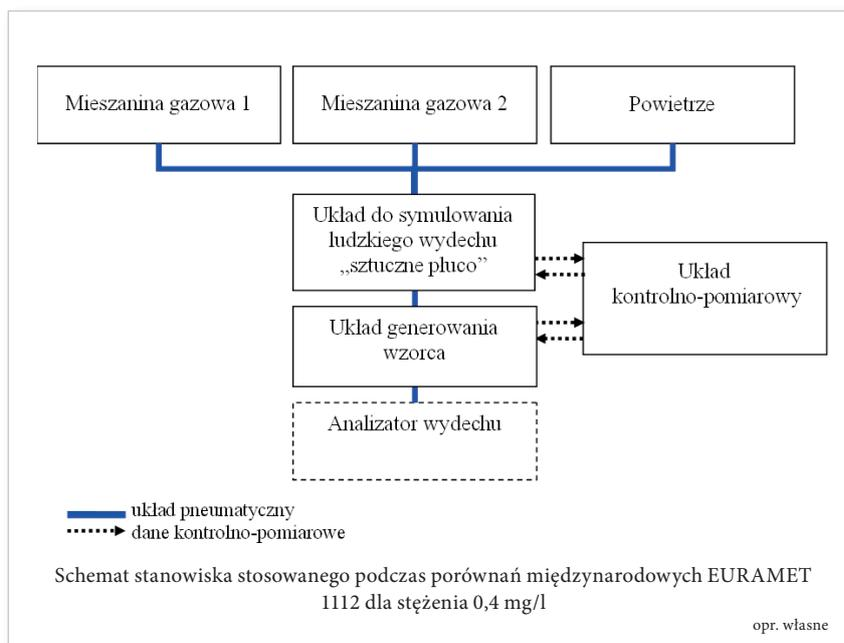 Mieszanina gazowa 1
Mieszanina gazowa 2
Powietrze
Układ do symulowania
ludzkiego wydechu
„sztuczne płuco”
Układ
kontrolno-pomiarowy
Układ generowania
wzorca
Analizator wydechu
układ pneumatyczny
dane kontrolno-pomiarowe
Schemat stanowiska stosowanego podczas porównań międzynarodowych EURAMET
1112 dla stężenia 0,4 mg/l
opr. własne